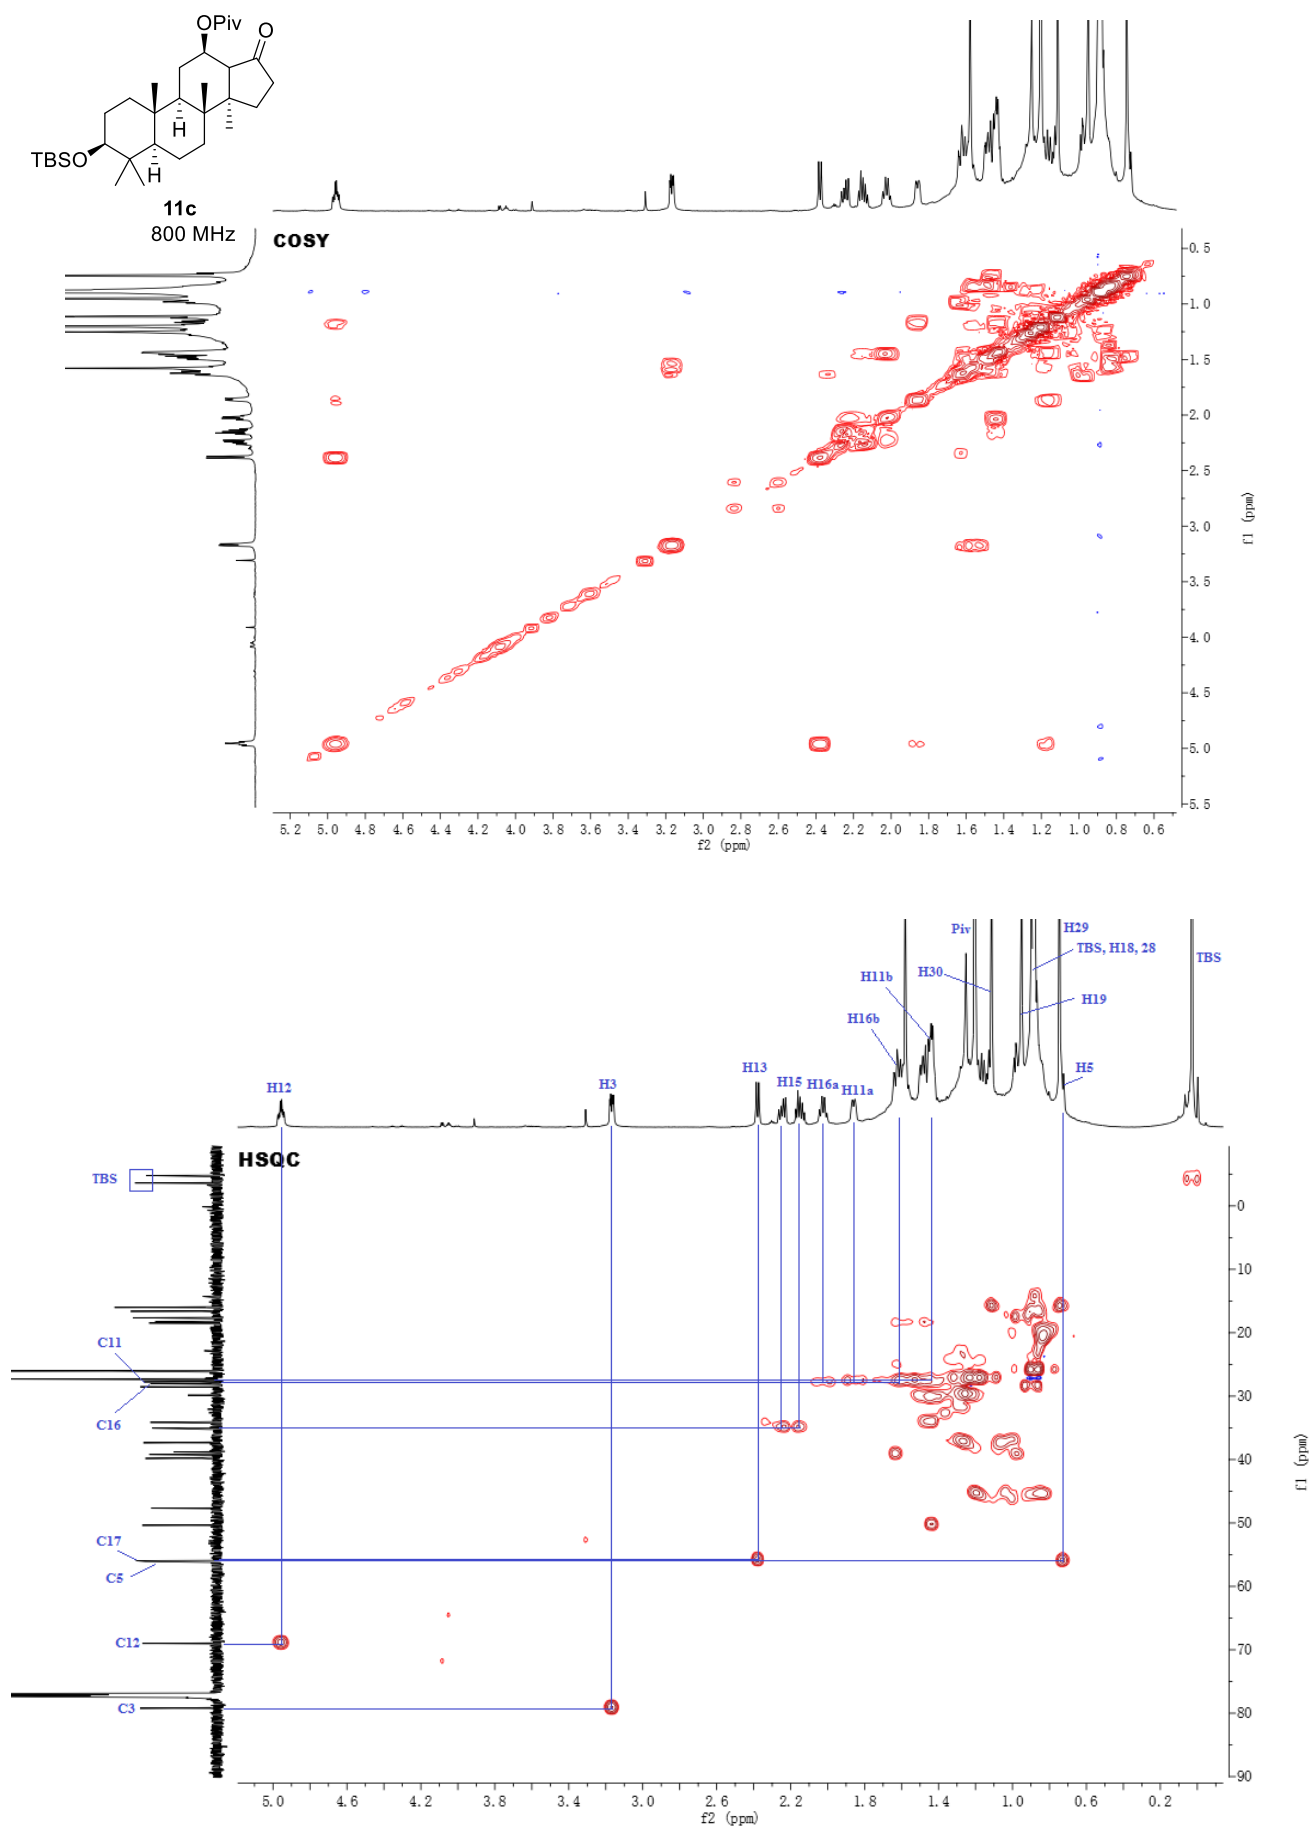 OPiv
O
H
TBSO
H
11c
800 MHz
COSY
0.5
1.0
1.5
2.0
2.5
3.0
3.5
4.0
4.5
5.0
5.5
f1 (ppm)
5.2 5.0 4.8 4.6 4.4 4.2 4.0 3.8 3.6 3.4 3.2 3.0 2.8 2.6 2.4 2.2 2.0 1.8 1.6 1.4 1.2 1.0 0.8 0.6
f2 (ppm)
Piv
H29
TBS, H18, 28
TBS
H11b
H30
H19
H16b
H5
H12
H3
H13
H15
H16a
H11a
HSQC
TBS
C11
C16
C17
C5
C12
C3
0
10
20
30
40
50
60
70
80
90
f1 (ppm)
5.0 4.6 4.2 3.8 3.4 3.0 2.6 2.2 1.8 1.4 1.0 0.6 0.2
f2 (ppm)